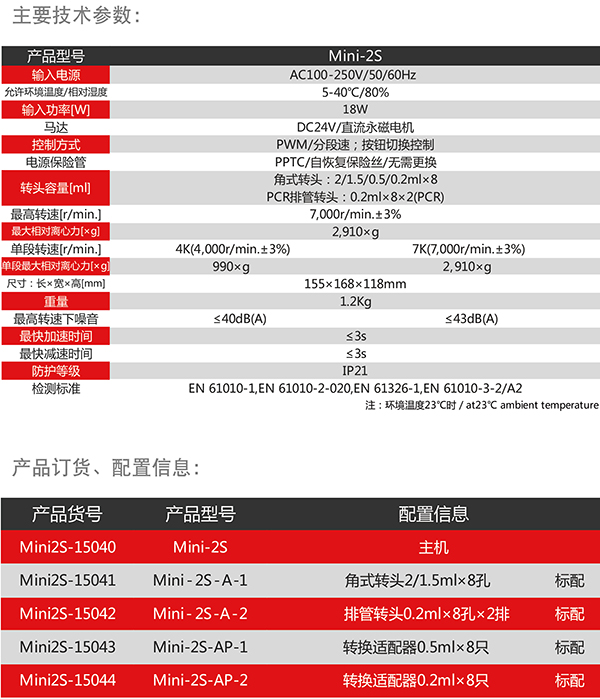 主要技术参数：
产品型号 Mini-2S
输入电源 AC100-250V/50/60Hz
允许环境温度/相对湿度 5-40℃/80%
输入功率[W] 18W
马达 DC24V/直流永磁电机
控制方式 PWM/分段速；按钮切换控制
电源保险管 PPTC/自恢复保险丝/无需更换
转头容量[ml] 角式转头：2/1.5/0.5/0.2ml×8
PCR排管转头：0.2ml×8×2(PCR)
最高转速[r/min.] 7,000r/min.±3%
最大相对离心力[×g] 2,910×g
单段转速[r/min.] 4K(4,000r/min.±3%) 7K(7,000r/min.±3%)
单段最大相对离心力[×g] 990×g 2,910×g
尺寸：长×宽×高[mm] 155×168×118mm
重量 1.2Kg
最高转速下噪音 ≤40dB(A) ≤43dB(A)
最快加速时间 ≤3s
最快减速时间 ≤3s
防护等级 IP21
检测标准 EN 61010-1,EN 61010-2-020,EN 61326-1,EN 61010-3-2/A2
注：环境温度23℃时 / at23℃ ambient temperature
产品订货、配置信息：
产品货号 产品型号 配置信息
Mini2S-15040 Mini-2S 主机
Mini2S-15041 Mini-2S-A-1 角式转头2/1.5ml×8孔 标配
Mini2S-15042 Mini-2S-A-2 排管转头0.2ml×8孔×2排 标配
Mini2S-15043 Mini-2S-AP-1 转换适配器0.5ml×8只 标配
Mini2S-15044 Mini-2S-AP-2 转换适配器0.2ml×8只 标配